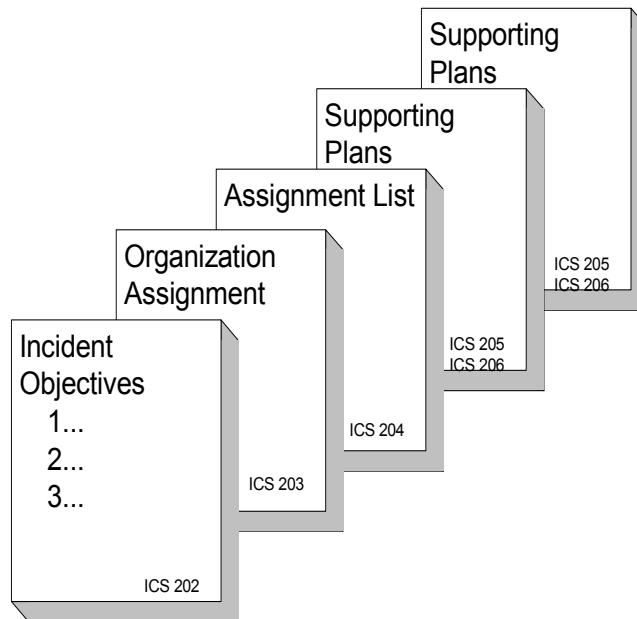 Supporting
Plans
ICS 205
ICS 206
Supporting
Plans
ICS 205
ICS 206
Assignment List
ICS 204
Organization
Assignment
ICS 203
Incident
Objectives
1...
2...
3...
ICS 202